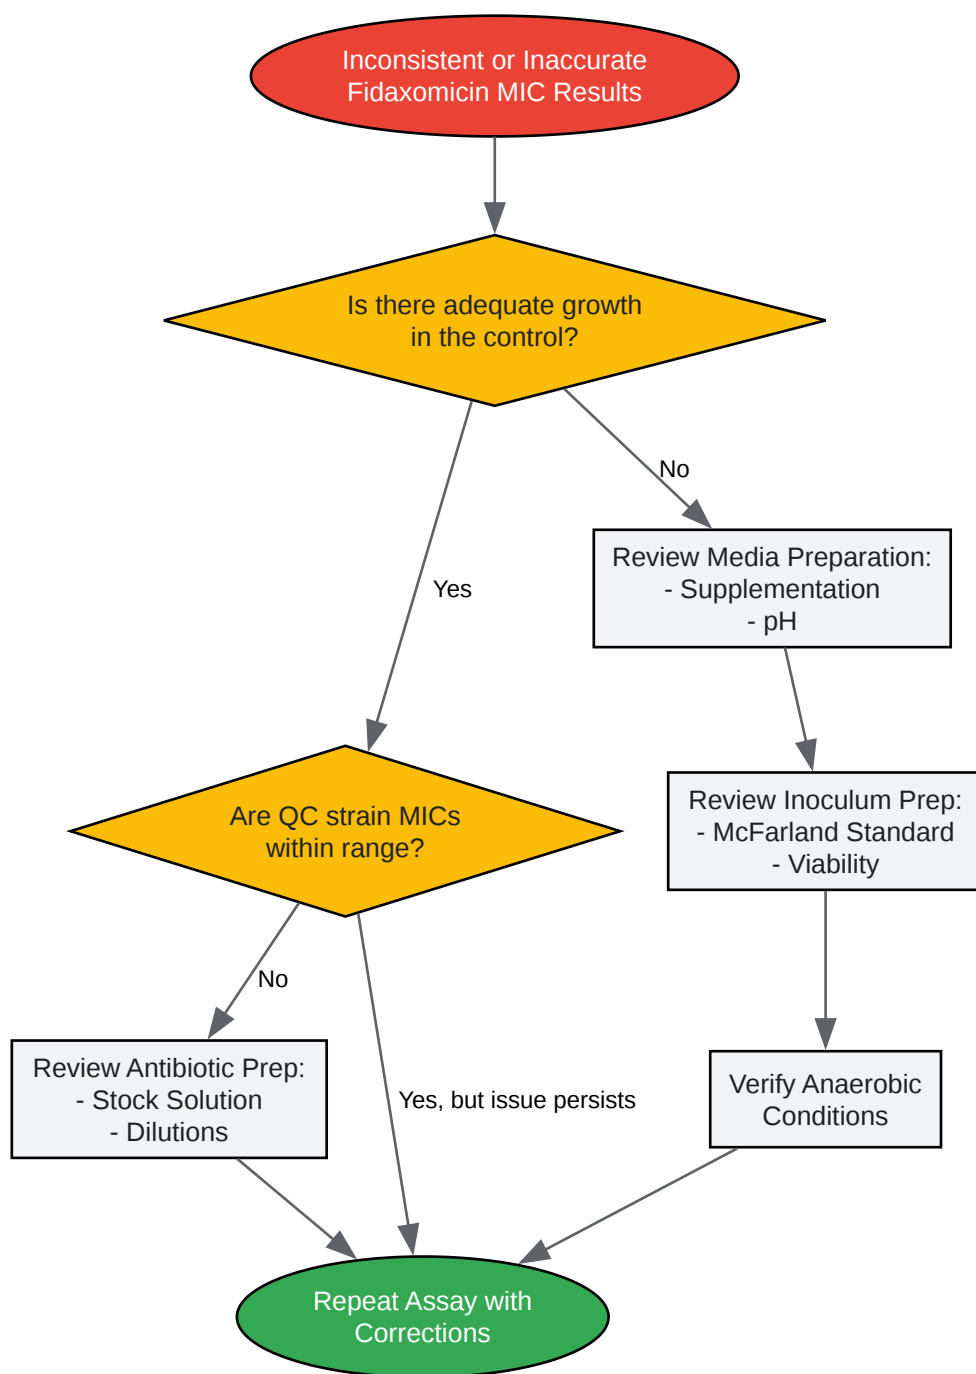 Inconsistent or Inaccurate
Fidaxomicin MIC Results
Is there adequate growth
in the control?
No
Yes
Review Media Preparation:
- Supplementation
- pH
Are QC strain MICs
within range?
Review Inoculum Prep:
- McFarland Standard
- Viability
No
Yes, but issue persists
Review Antibiotic Prep:
- Stock Solution
- Dilutions
Verify Anaerobic
Conditions
Repeat Assay with
Corrections